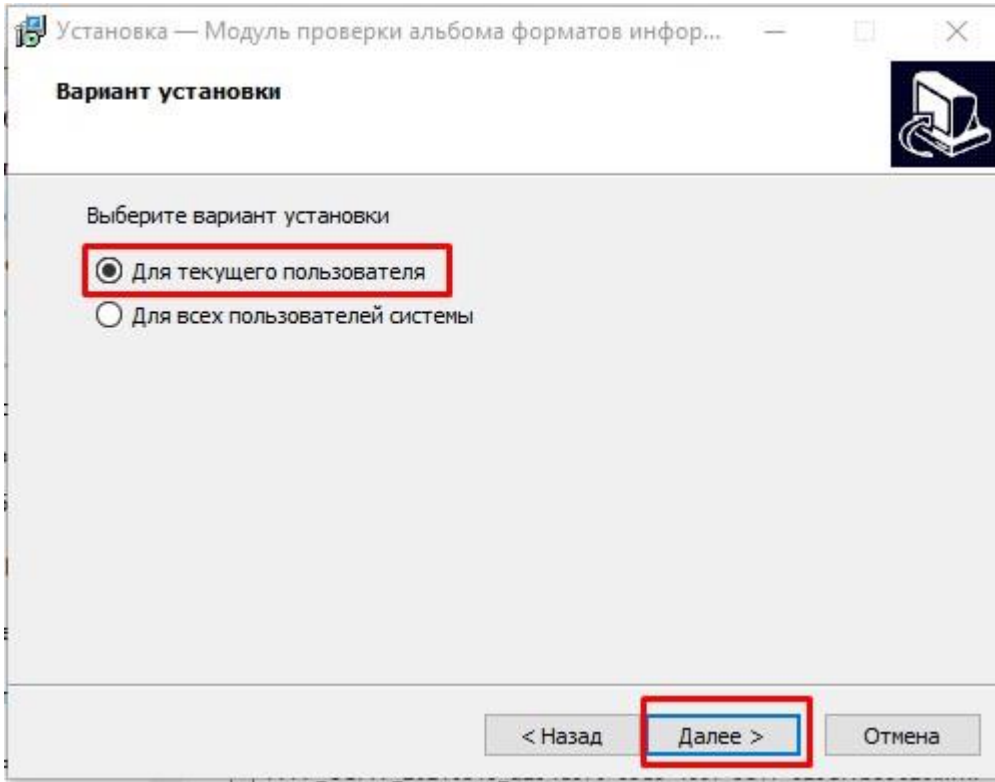 Установка — Модуль проверки альбома форматов инфор...
Вариант установки
Выберите вариант установки
Для текущего пользователя
Для всех пользователей системы
< Назад
Далее >
Отмена